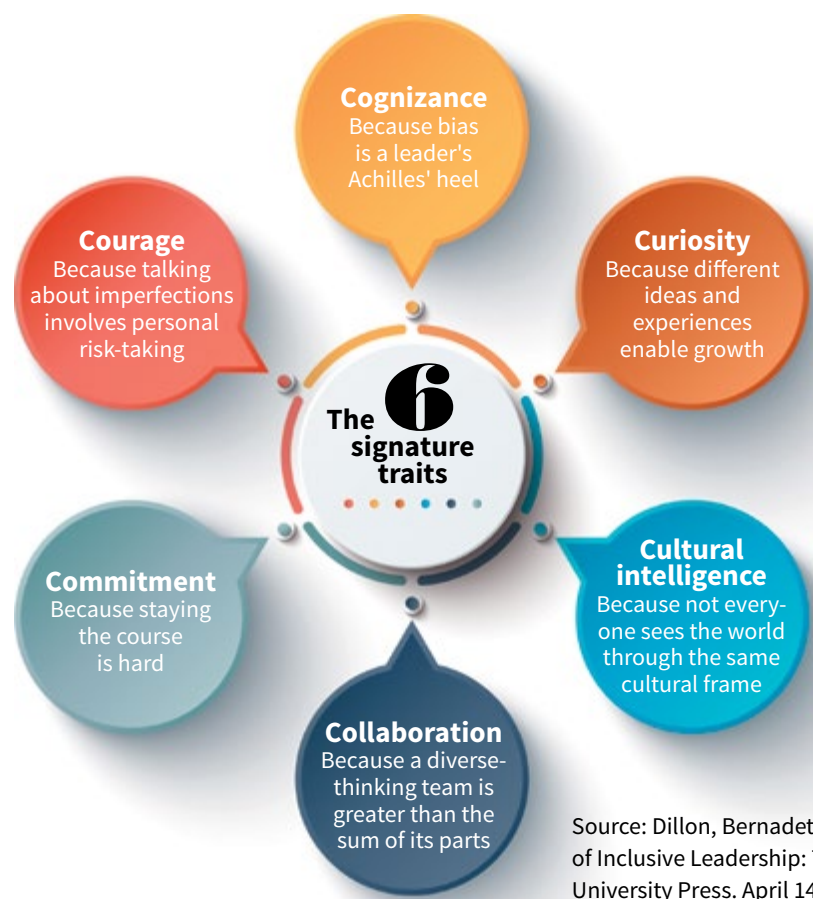 Cognizance
Because bias
is a leader's
Achilles' heel
Courage
Because talking
about imperfections
involves personal
risk-taking
Curiosity
Because different
ideas and
experiences
enable growth
The 6
signature
traits
Commitment
Because staying
the course
is hard
Cultural
intelligence
Because not every-
one sees the world
through the same
cultural frame
Collaboration
Because a diverse-
thinking team is
greater than the
sum of its parts
Source: Dillon, Bernadet
of Inclusive Leadership:
University Press. April 14